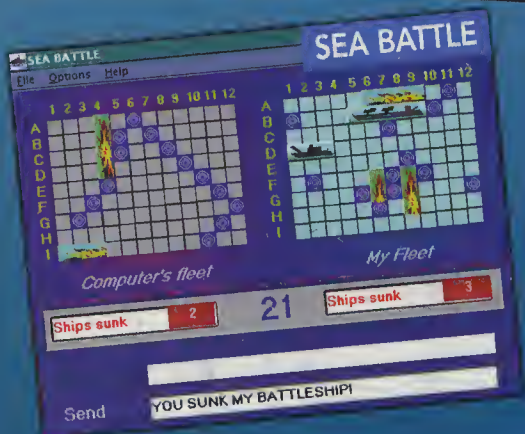 SEA BATTLE
SEA BATTLE
File Options Help
1 2 3 4 5 6 7 8 9 10 11 12
A
B
C
D
E
F
G
H
I
1 2 3 4 5 6 7 8 9 10 11 12
A
B
C
D
E
F
G
H
I
Computer's fleet
My Fleet
Ships sunk 2
21
Ships sunk 3
Send
YOU SUNK MY BATTLESHIP!